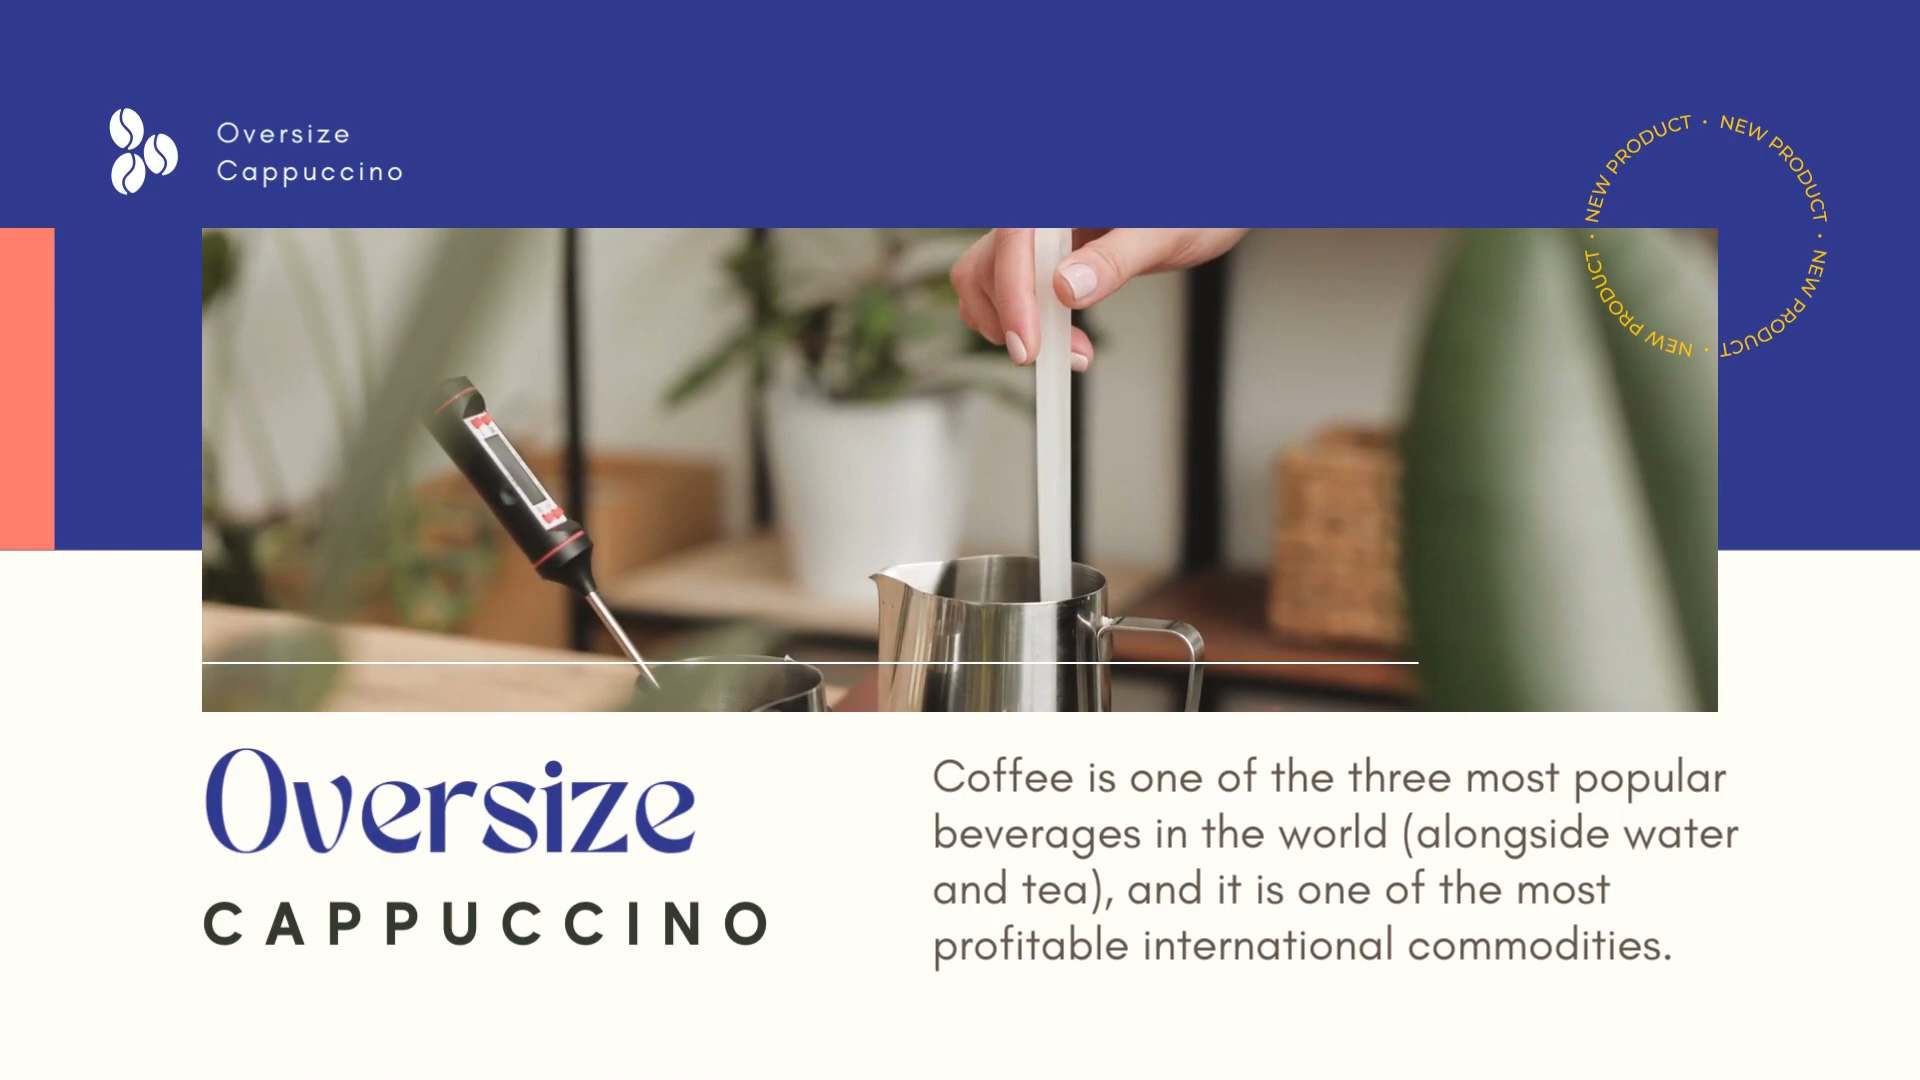 Oversize
Cappuccino
NEW PRODUCT · NEW PRODUCT · NEW PRODUCT · NEW PRODUCT ·
Oversize
CAPPUCCINO
Coffee is one of the three most popular
beverages in the world (alongside water
and tea), and it is one of the most
profitable international commodities.